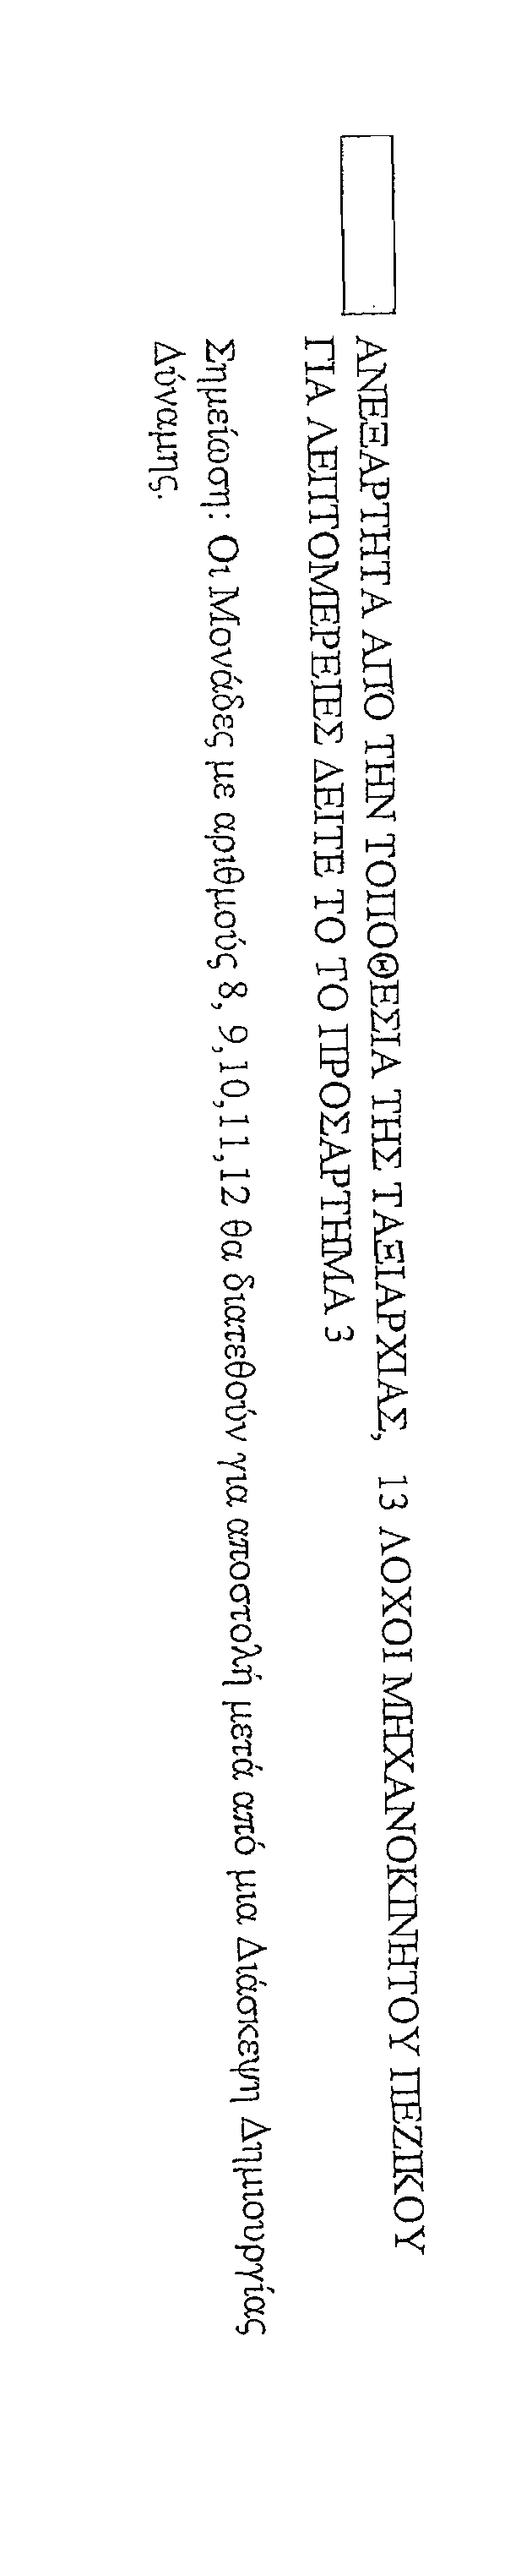 ΑΝΕΞΑΡΤΗΤΑ ΑΠΌ ΤΗΝ ΤΟΠΟΘΕΣΙΑ ΤΗΣ ΤΑΞΙΑΡΧΙΑΣ, 13 ΛΟΧΟΙ ΜΗΧΑΝΟΚΙΝΗΤΟΥ ΠΕΖΙΚΟΥ
ΓΙΑ ΛΕΠΤΟΜΕΡΕΙΕΣ ΔΕΙΤΕ ΤΟ ΤΟ ΠΡΟΣΑΡΤΗΜΑ 3
Σημείωση: Οι Μονάδες με αριθμούς 8, 9,10,11,12 θα διατεθούν για αποστολή μετά από μια Διάσκεψη Δημιουργίας
Δύναμης.